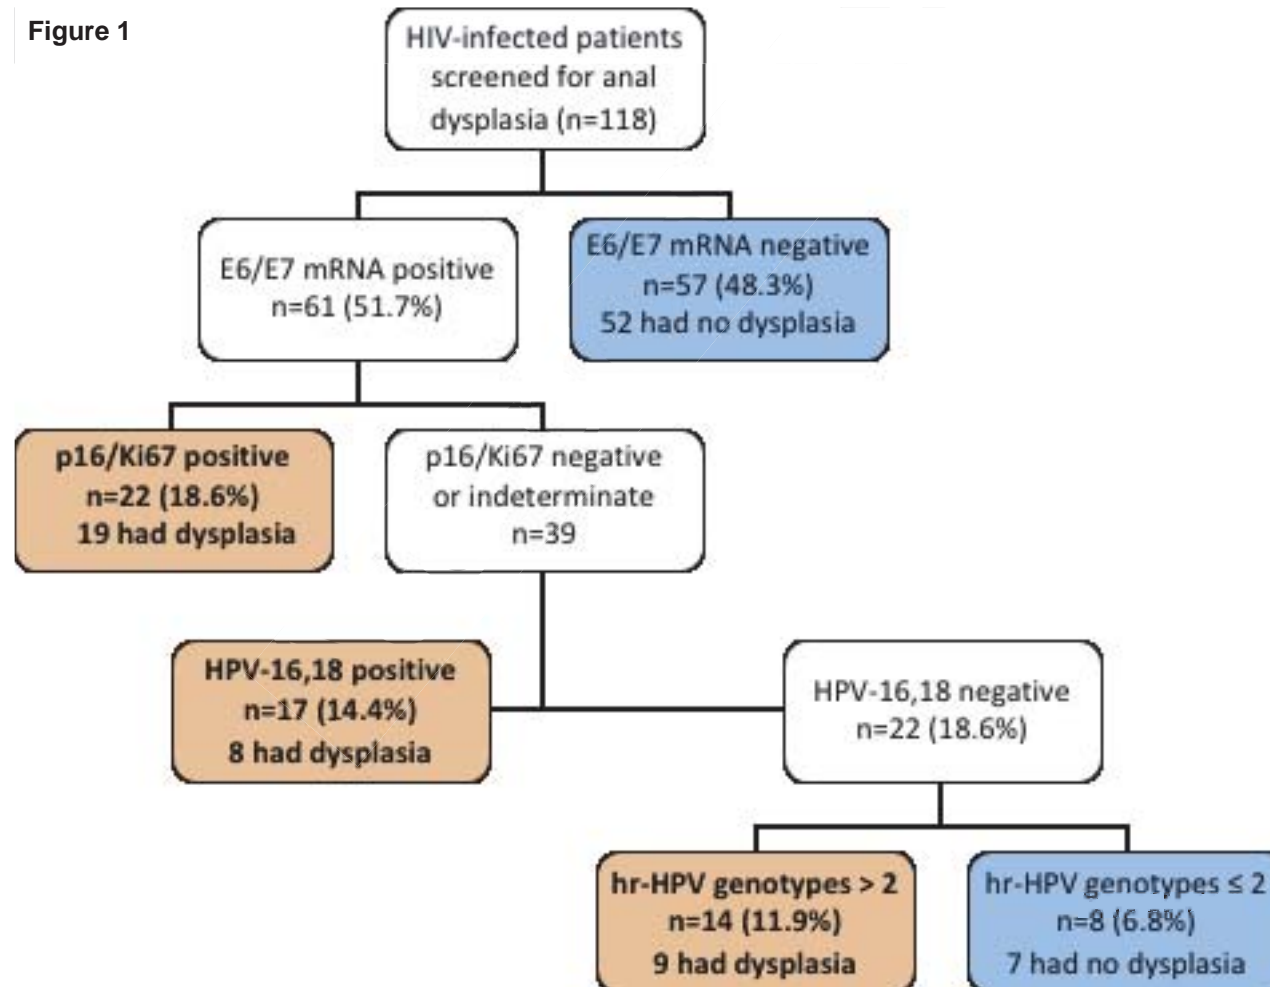 Figure 1
HIV-infected patients
screened for anal
dysplasia (n=118)
E6/E7 mRNA positive
n=61 (51.7%)
E6/E7 mRNA negative
n=57 (48.3%)
52 had no dysplasia
p16/Ki67 positive
n=22 (18.6%)
19 had dysplasia
p16/Ki67 negative
or indeterminate
n=39
HPV-16,18 positive
n=17 (14.4%)
8 had dysplasia
HPV-16,18 negative
n=22 (18.6%)
hr-HPV genotypes > 2
n=14 (11.9%)
9 had dysplasia
hr-HPV genotypes ≤ 2
n=8 (6.8%)
7 had no dysplasia